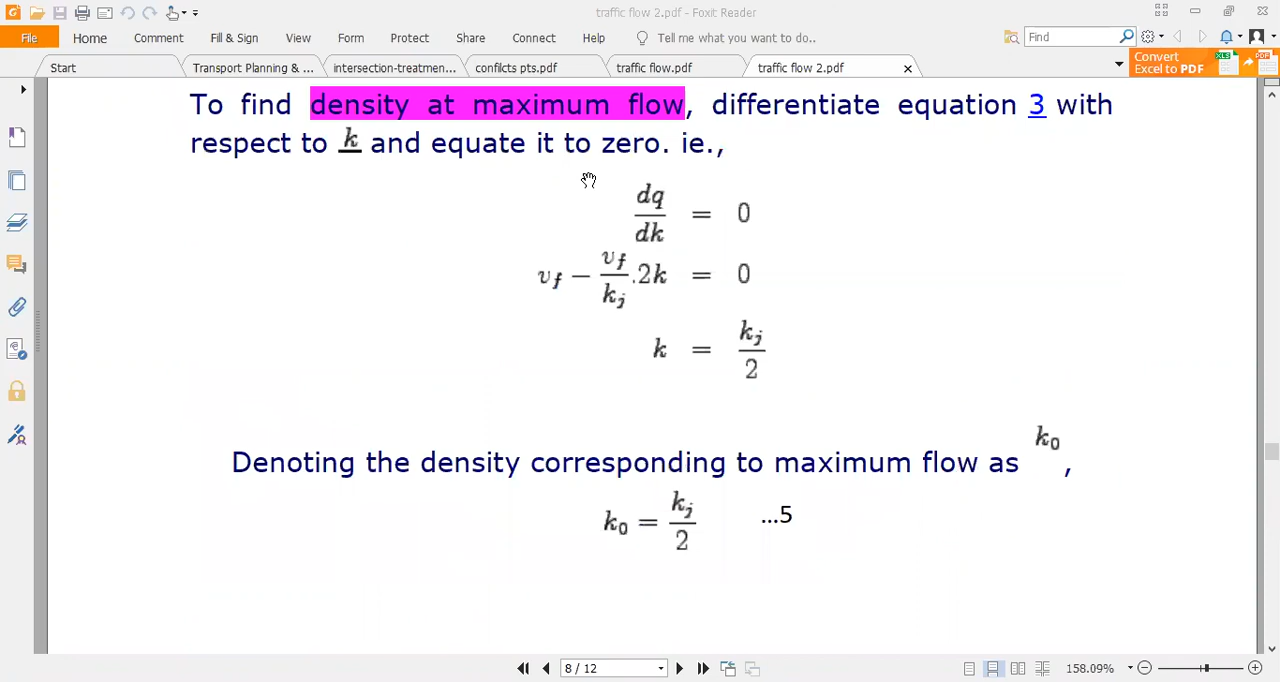 traffic flow 2.pdf - Foxit Reader
File Home Comment Fill & Sign View Form Protect Share Connect Help Tell me what you want to do.. Find
Start Transport Planning & ... intersection-treatmen... confilcts pts.pdf traffic flow.pdf traffic flow 2.pdf
Convert
Excel to PDF
To find density at maximum flow, differentiate equation 3 with
respect to k and equate it to zero. ie.,
dq/dk = 0
v_f − v_f/k_j .2k = 0
k = k_j/2
Denoting the density corresponding to maximum flow as k₀,
k₀ = k_j/2 ...5
8 / 12 158.09%